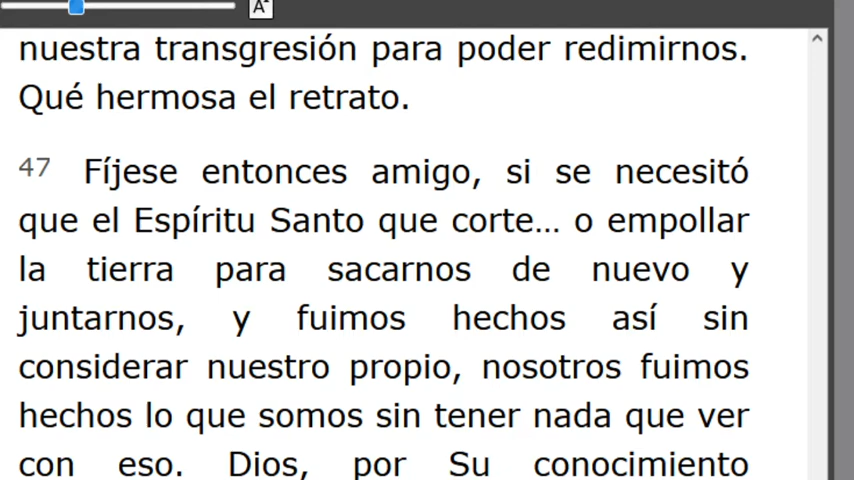 A
nuestra transgresión para poder redimirnos.
Qué hermosa el retrato.
47 Fíjese entonces amigo, si se necesitó
que el Espíritu Santo que corte… o empollar
la tierra para sacarnos de nuevo y
juntarnos, y fuimos hechos así sin
considerar nuestro propio, nosotros fuimos
hechos lo que somos sin tener nada que ver
con eso. Dios, por Su conocimiento